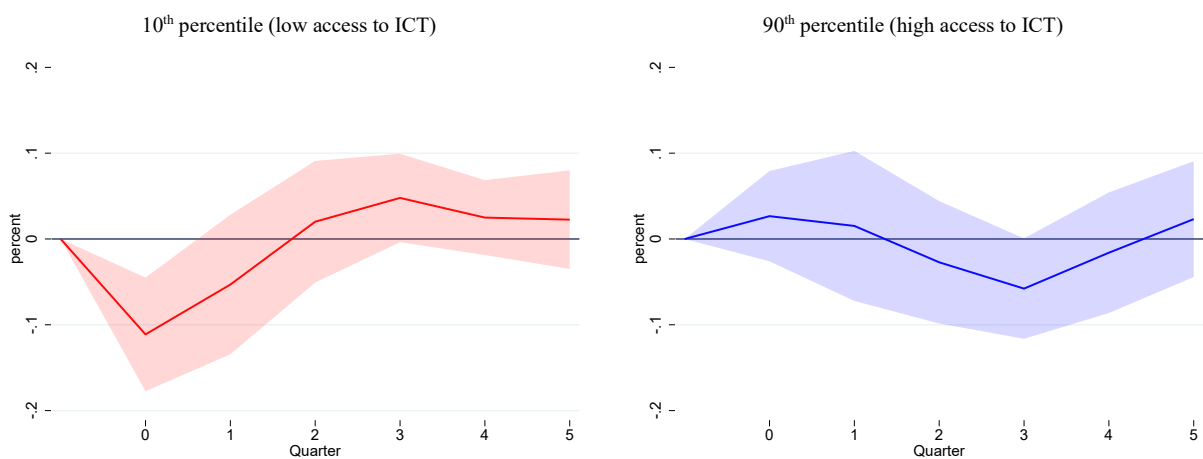 10th percentile (low access to ICT)
.2
.1
0
-.1
-.2
percent
0 1 2 3 4 5
Quarter
90th percentile (high access to ICT)
.2
.1
0
-.1
-.2
percent
0 1 2 3 4 5
Quarter